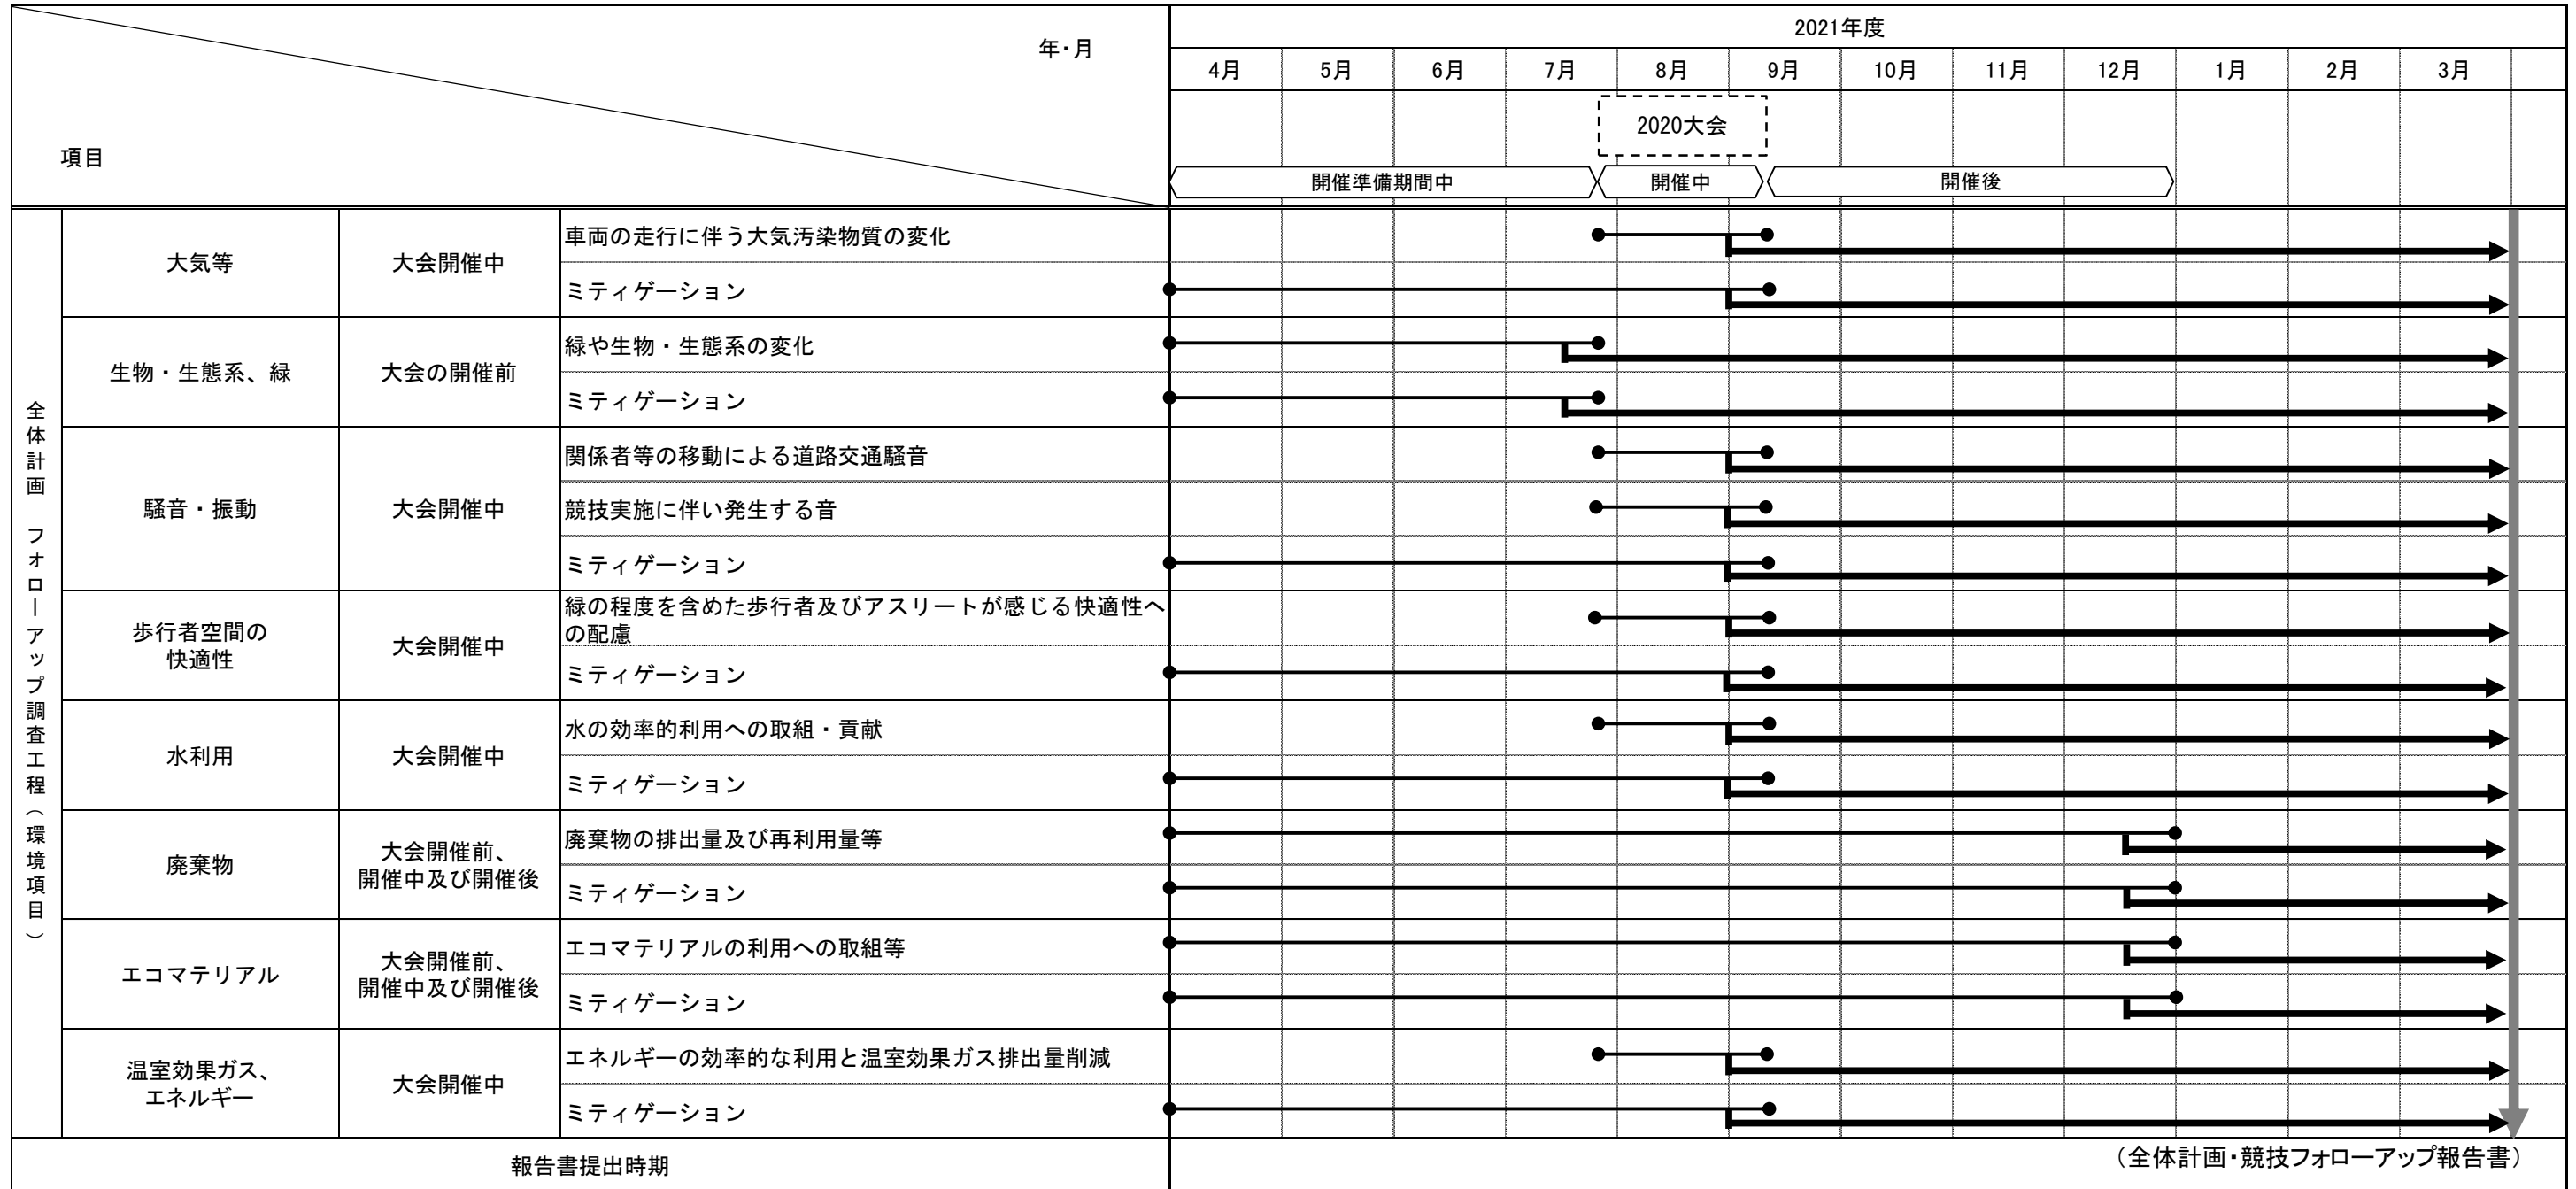 年・月
2021年度
4月 5月 6月 7月 8月 9月 10月 11月 12月 1月 2月 3月
項目
2020大会
開催準備期間中 開催中 開催後
全体計画 フォローアップ調査工程（環境項目）
大気等
大会開催中
車両の走行に伴う大気汚染物質の変化
ミティゲーション
生物・生態系、緑
大会の開催前
緑や生物・生態系の変化
ミティゲーション
騒音・振動
大会開催中
関係者等の移動による道路交通騒音
競技実施に伴い発生する音
ミティゲーション
歩行者空間の
快適性
大会開催中
緑の程度を含めた歩行者及びアスリートが感じる快適性へ
の配慮
ミティゲーション
水利用
大会開催中
水の効率的利用への取組・貢献
ミティゲーション
廃棄物
大会開催前、
開催中及び開催後
廃棄物の排出量及び再利用量等
ミティゲーション
エコマテリアル
大会開催前、
開催中及び開催後
エコマテリアルの利用への取組等
ミティゲーション
温室効果ガス、
エネルギー
大会開催中
エネルギーの効率的な利用と温室効果ガス排出量削減
ミティゲーション
報告書提出時期
（全体計画・競技フォローアップ報告書）